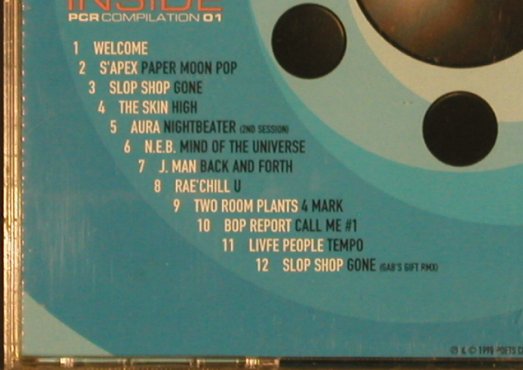 INSIDE
PCR COMPILATION 01
1 WELCOME
2 S'APEX PAPER MOON POP
3 SLOP SHOP GONE
4 THE SKIN HIGH
5 AURA NIGHTBEATER (2ND SESSION)
6 N.E.B. MIND OF THE UNIVERSE
7 J. MAN BACK AND FORTH
8 RAE'CHILL U
9 TWO ROOM PLANTS 4 MARK
10 BOP REPORT CALL ME #1
11 LIVFE PEOPLE TEMPO
12 SLOP SHOP GONE (GAB'S GIFT RMX)
℗ & © 1998 POETS